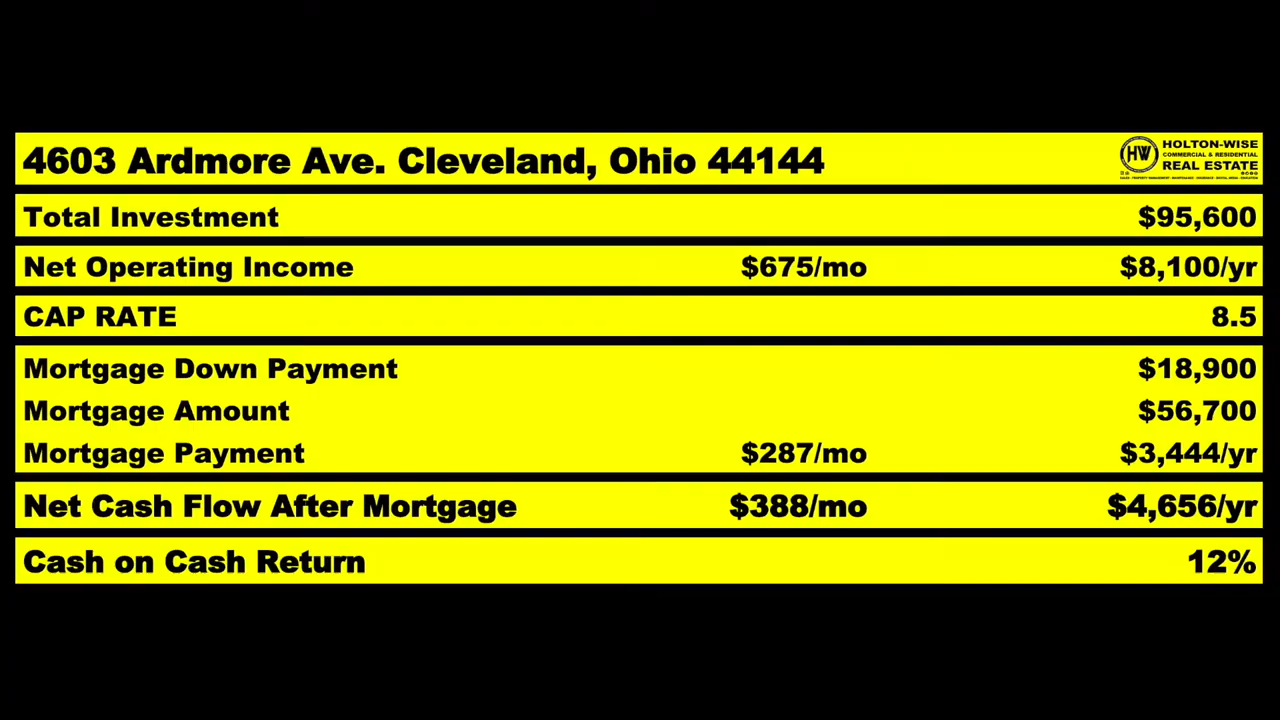 4603 Ardmore Ave. Cleveland, Ohio 44144
HW
HOLTON-WISE
COMMERCIAL & RESIDENTIAL
REAL ESTATE
Total Investment $95,600
Net Operating Income $675/mo $8,100/yr
CAP RATE 8.5
Mortgage Down Payment $18,900
Mortgage Amount $56,700
Mortgage Payment $287/mo $3,444/yr
Net Cash Flow After Mortgage $388/mo $4,656/yr
Cash on Cash Return 12%